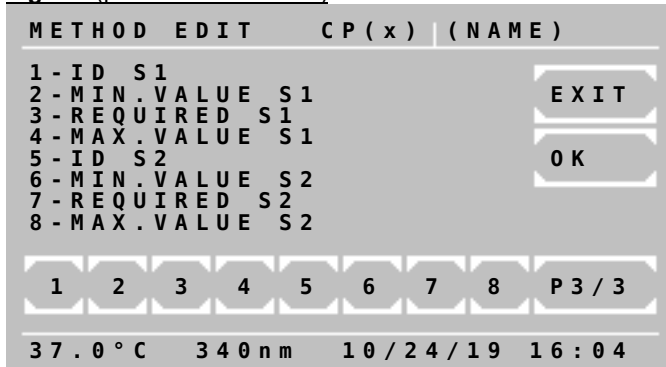 METHOD EDIT CP(x) (NAME)
1-ID S1
2-MIN.VALUE S1
3-REQUIRED S1
4-MAX.VALUE S1
5-ID S2
6-MIN.VALUE S2
7-REQUIRED S2
8-MAX.VALUE S2
EXIT
OK
1 2 3 4 5 6 7 8 P3/3
37.0°C 340nm 10/24/19 16:04